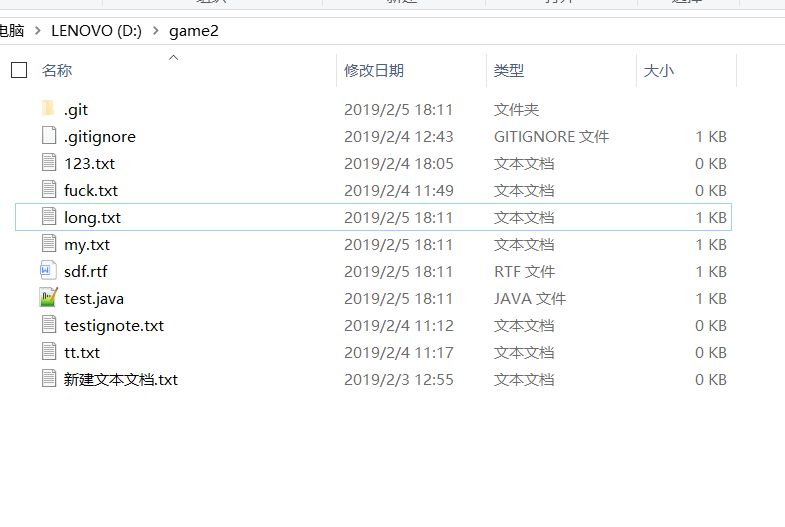 电脑 > LENOVO (D:) > game2
名称 修改日期 类型 大小
.git 2019/2/5 18:11 文件夹
.gitignore 2019/2/4 12:43 GITIGNORE 文件 1 KB
123.txt 2019/2/4 18:05 文本文档 0 KB
fuck.txt 2019/2/4 11:49 文本文档 1 KB
long.txt 2019/2/5 18:11 文本文档 1 KB
my.txt 2019/2/5 18:11 文本文档 1 KB
sdf.rtf 2019/2/5 18:11 RTF 文件 1 KB
test.java 2019/2/5 18:11 JAVA 文件 1 KB
testignote.txt 2019/2/4 11:12 文本文档 0 KB
tt.txt 2019/2/4 11:17 文本文档 0 KB
新建文本文档.txt 2019/2/3 12:55 文本文档 0 KB